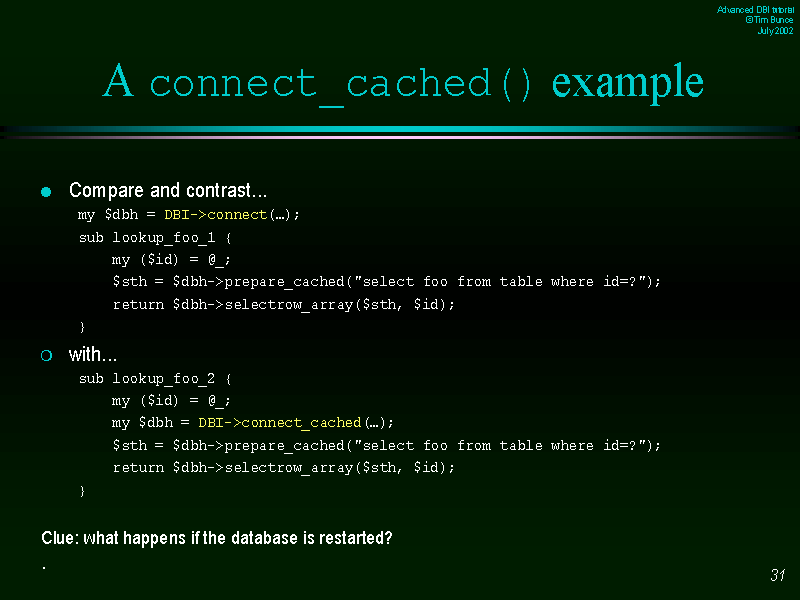 Advanced DBI tutorial
©Tim Bunce
July 2002
A connect_cached() example
Compare and contrast...
my $dbh = DBI->connect(…);
sub lookup_foo_1 {
my ($id) = @_;
$sth = $dbh->prepare_cached("select foo from table where id=?");
return $dbh->selectrow_array($sth, $id);
}
with...
sub lookup_foo_2 {
my ($id) = @_;
my $dbh = DBI->connect_cached(…);
$sth = $dbh->prepare_cached("select foo from table where id=?");
return $dbh->selectrow_array($sth, $id);
}
Clue: what happens if the database is restarted?
.
31